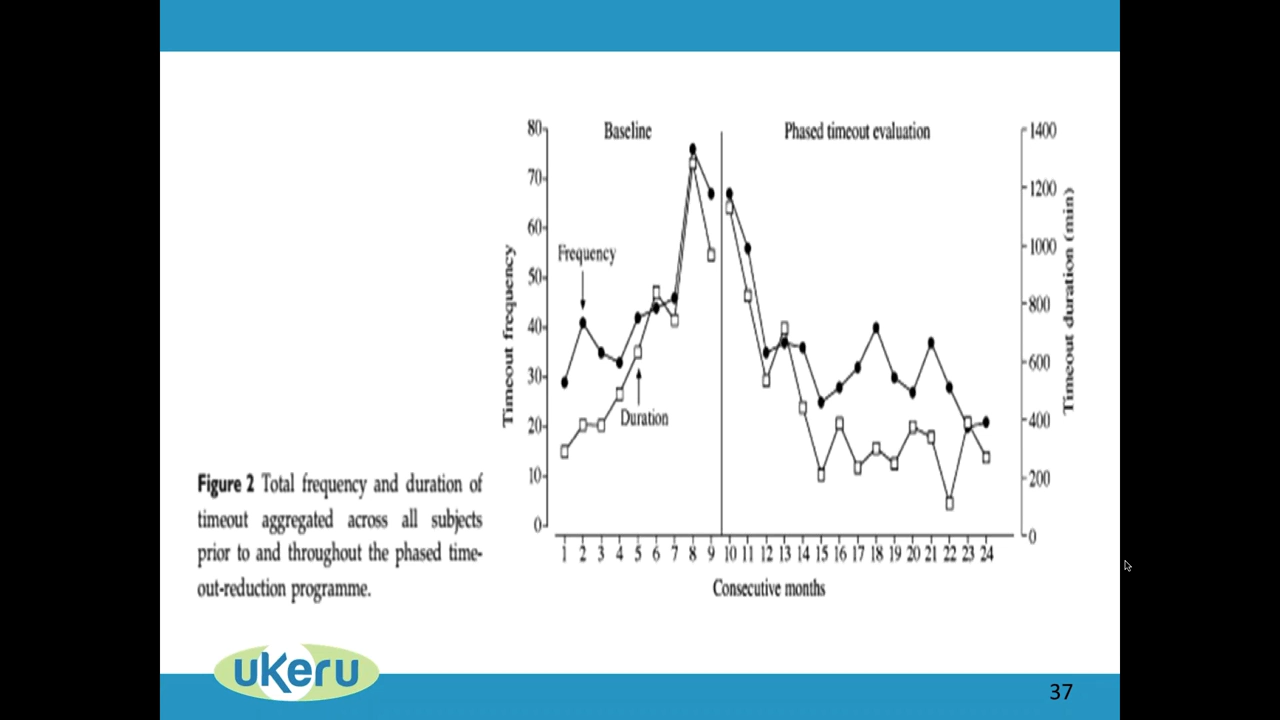 Baseline
Phased timeout evaluation
Frequency
Duration
Timeout frequency
80
70
60
50
40
30
20
10
0
Timeout duration (min)
1400
1200
1000
800
600
400
200
0
1 2 3 4 5 6 7 8 9 10 11 12 13 14 15 16 17 18 19 20 21 22 23 24
Consecutive months
Figure 2 Total frequency and duration of
timeout aggregated across all subjects
prior to and throughout the phased time-
out-reduction programme.
ukeru
37